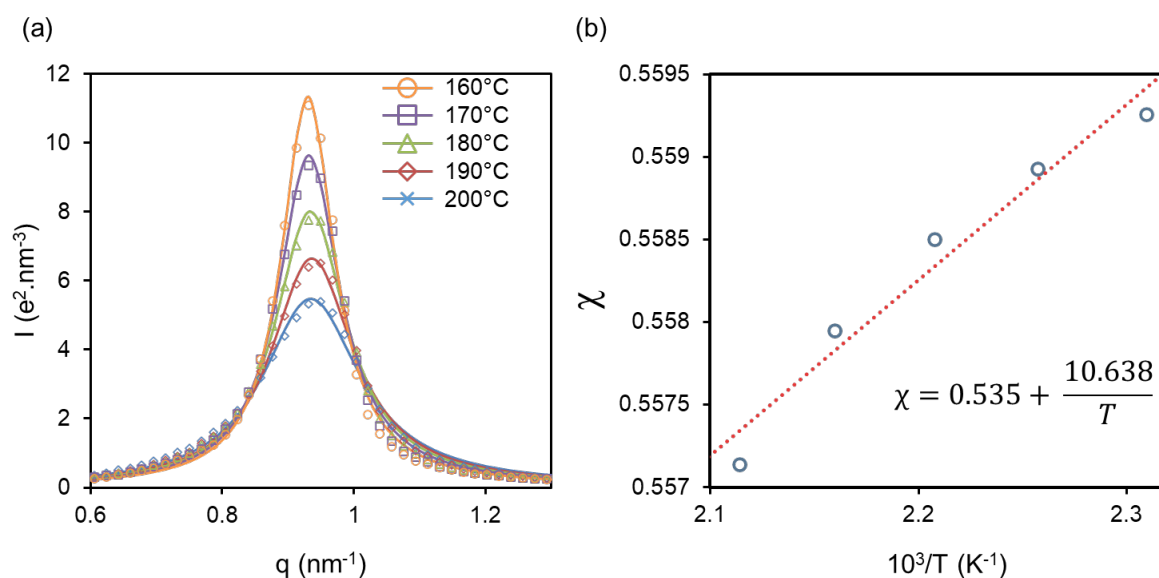 (a)
12
10
8
6
4
2
0
I (e².nm⁻³)
0.6
0.8
1
1.2
q (nm⁻¹)
160°C
170°C
180°C
190°C
200°C
(b)
0.5595
0.559
0.5585
0.558
0.5575
0.557
χ
2.1
2.2
2.3
10³/T (K⁻¹)
χ = 0.535 + 10.638/T